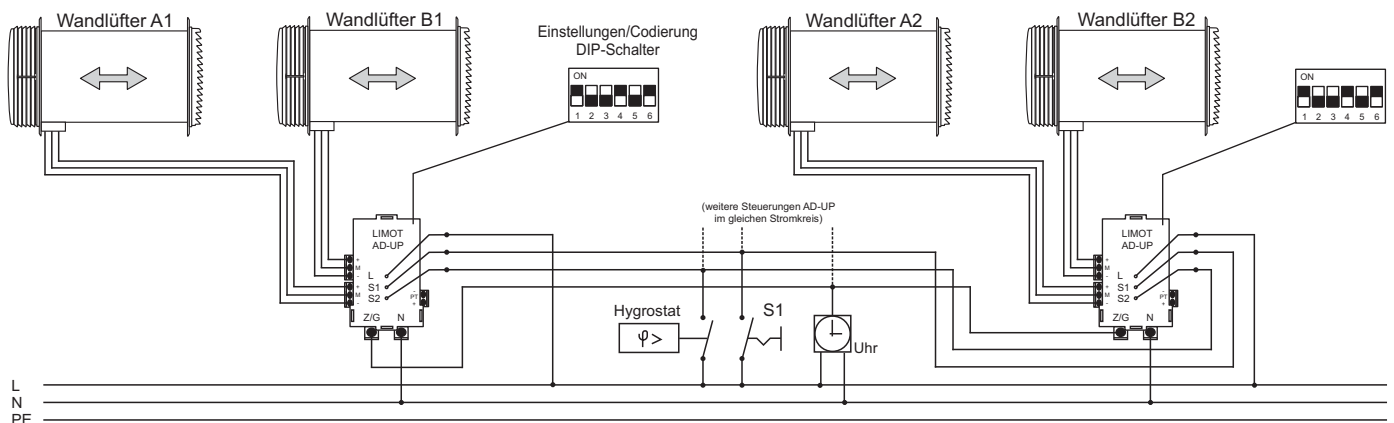 Wandlüfter A1
Wandlüfter B1
Einstellungen/Codierung
DIP-Schalter
Wandlüfter A2
Wandlüfter B2
ON
1 2 3 4 5 6
ON
1 2 3 4 5 6
(weitere Steuerungen AD-UP
im gleichen Stromkreis)
LIMOT
AD-UP
+
M
-
+
M
-
L
S1
S2
-
PT
+
Z/G N
Hygrostat
φ>
S1
Uhr
LIMOT
AD-UP
+
M
-
+
M
-
L
S1
S2
-
PT
+
Z/G N
L
N
PE